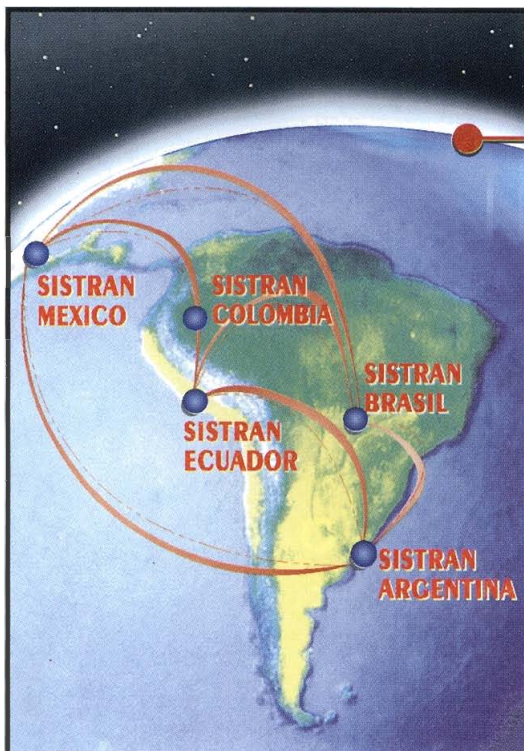 SISTRAN
MEXICO
SISTRAN
COLOMBIA
SISTRAN
BRASIL
SISTRAN
ECUADOR
SISTRAN
ARGENTINA